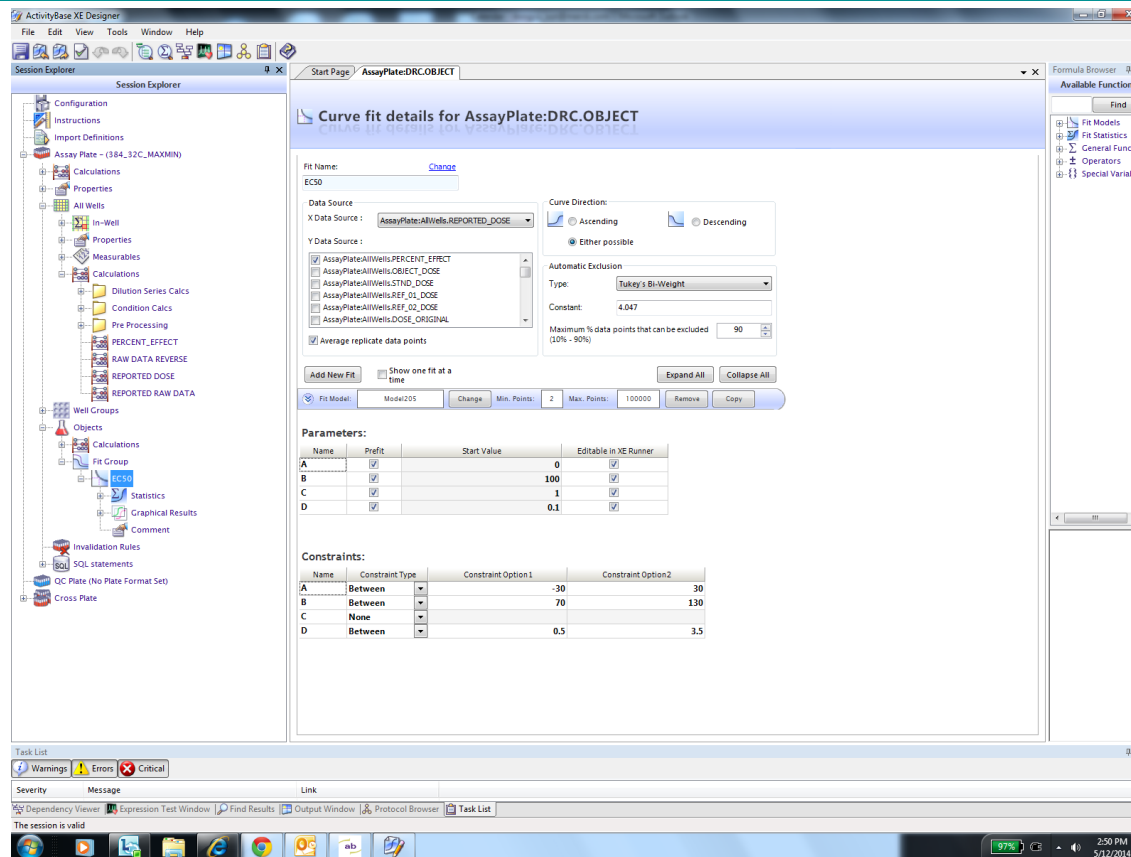 ActivityBase XE Designer
File Edit View Tools Window Help
Session Explorer
Session Explorer
Configuration
Instructions
Import Definitions
Assay Plate - (384_32C_MAXMIN)
Calculations
Properties
All Wells
In-Well
Properties
Measurables
Calculations
Dilution Series Calcs
Condition Calcs
Pre Processing
PERCENT_EFFECT
RAW DATA REVERSE
REPORTED DOSE
REPORTED RAW DATA
Well Groups
Objects
Calculations
Fit Group
EC50
Statistics
Graphical Results
Comment
Invalidation Rules
SQL SQL statements
QC Plate (No Plate Format Set)
Cross Plate
Start Page AssayPlate:DRC.OBJECT
Curve fit details for AssayPlate:DRC.OBJECT
Fit Name: Change
EC50
Data Source
X Data Source : AssayPlate:AllWells.REPORTED_DOSE
Y Data Source :
AssayPlate:AllWells.PERCENT_EFFECT
AssayPlate:AllWells.OBJECT_DOSE
AssayPlate:AllWells.STND_DOSE
AssayPlate:AllWells.REF_01_DOSE
AssayPlate:AllWells.REF_02_DOSE
AssayPlate:AllWells.DOSE_ORIGINAL
Average replicate data points
Curve Direction:
Ascending Descending
Either possible
Automatic Exclusion
Type: Tukey's Bi-Weight
Constant: 4.047
Maximum % data points that can be excluded 90
(10% - 90%)
Add New Fit Show one fit at a time Expand All Collapse All
Fit Model: Model205 Change Min. Points: 2 Max. Points: 100000 Remove Copy
Parameters:
Name Prefit Start Value Editable in XE Runner
A 0
B 100
C 1
D 0.1
Constraints:
Name Constraint Type Constraint Option1 Constraint Option2
A Between -30 30
B Between 70 130
C None
D Between 0.5 3.5
Formula Browser
Available Function
Find
Fit Models
Fit Statistics
General Func
Operators
Special Varial
Task List
Warnings Errors Critical
Severity Message Link
Dependency Viewer Expression Test Window Find Results Output Window Protocol Browser Task List
The session is valid
ab
97% 2:50 PM
5/12/2014